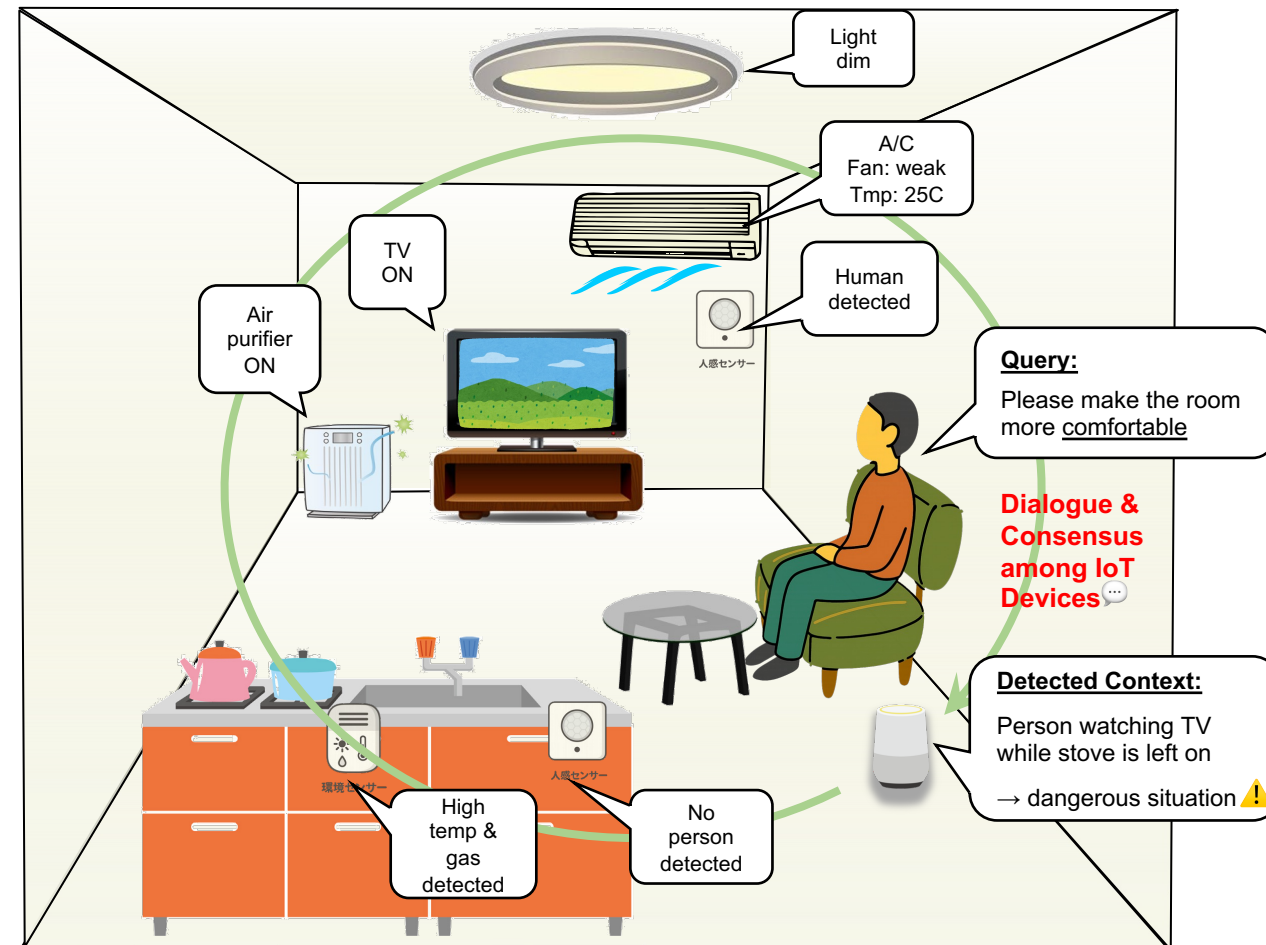 Light
dim
A/C
Fan: weak
Tmp: 25C
TV
ON
Human
detected
Air
purifier
ON
人感センサー
Query:
Please make the room
more comfortable
Dialogue &
Consensus
among IoT
Devices
Detected Context:
Person watching TV
while stove is left on
→ dangerous situation
環境センサー
人感センサー
High
temp &
gas
detected
No
person
detected